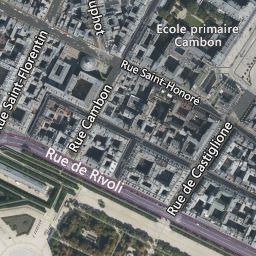 uphot
Ecole primaire
Cambon
Rue Saint-Honoré
Rue Saint-Florentin
Rue Cambon
Rue de Rivoli
Rue de Castiglione